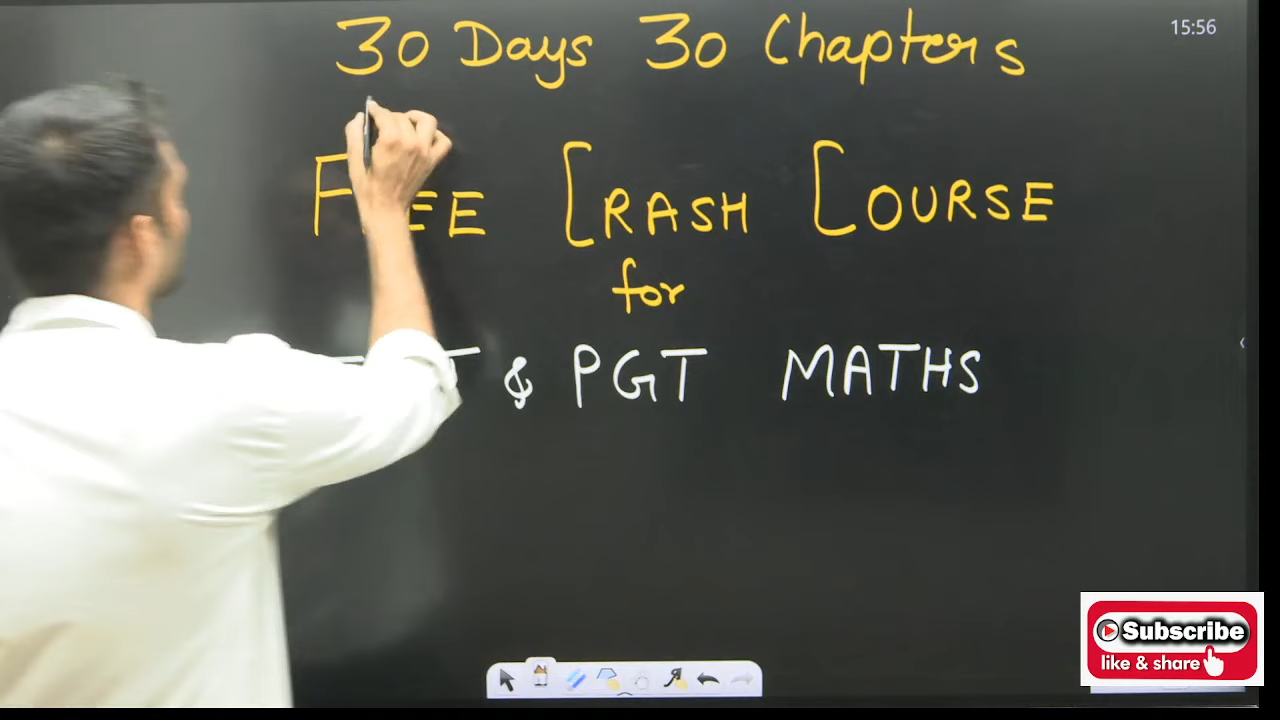 30 Days 30 Chapters
15:56
CRASH COURSE
for
& PGT MATHS
Subscribe
like & share